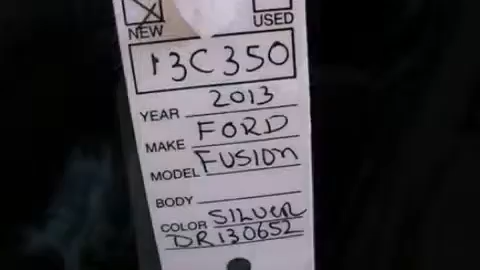 NEW USED
13C350
YEAR 2013
MAKE FORD
MODEL FUSION
BODY
COLOR SILVER
DR130652